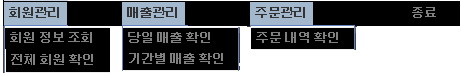 회원관리 매출관리 주문관리 종료
회원 정보 조회 당일 매출 확인 주문 내역 확인
전체 회원 확인 기간별 매출 확인